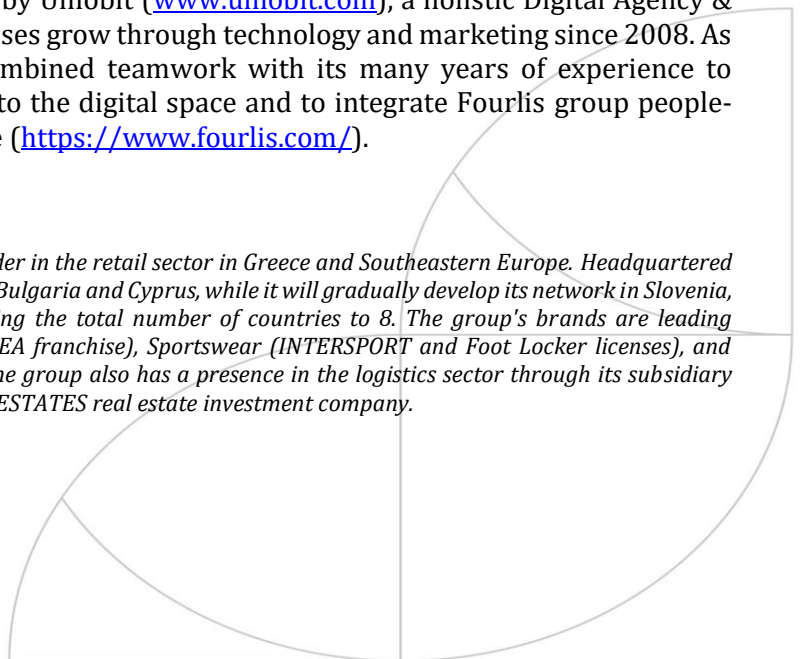 by Umobit (www.umobit.com), a holistic Digital Agency &
ses grow through technology and marketing since 2008. As
mbined teamwork with its many years of experience to
to the digital space and to integrate Fourlis group people-
e (https://www.fourlis.com/).
der in the retail sector in Greece and Southeastern Europe. Headquartered
Bulgaria and Cyprus, while it will gradually develop its network in Slovenia,
ing the total number of countries to 8. The group's brands are leading
EA franchise), Sportswear (INTERSPORT and Foot Locker licenses), and
he group also has a presence in the logistics sector through its subsidiary
ESTATES real estate investment company.